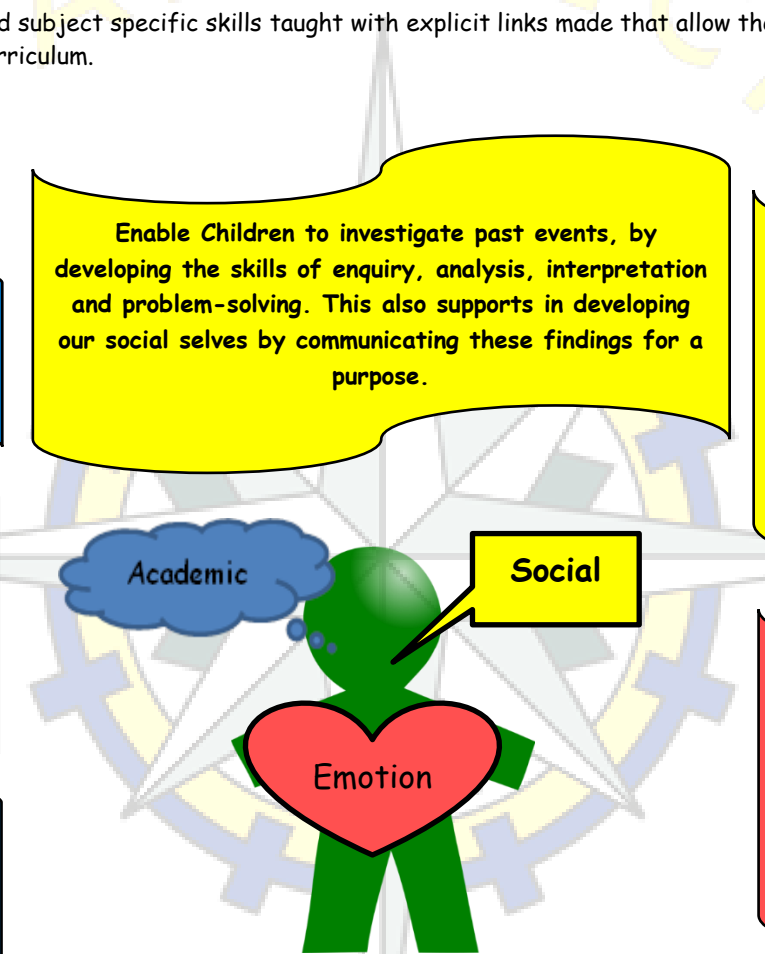 subject specific skills taught with explicit links made that allow
Enable Children to investigate past events, by
developing the skills of enquiry, analysis, interpretation
and problem-solving. This also supports in developing
our social selves by communicating these findings for a
purpose.
Academic
Social
Emotion